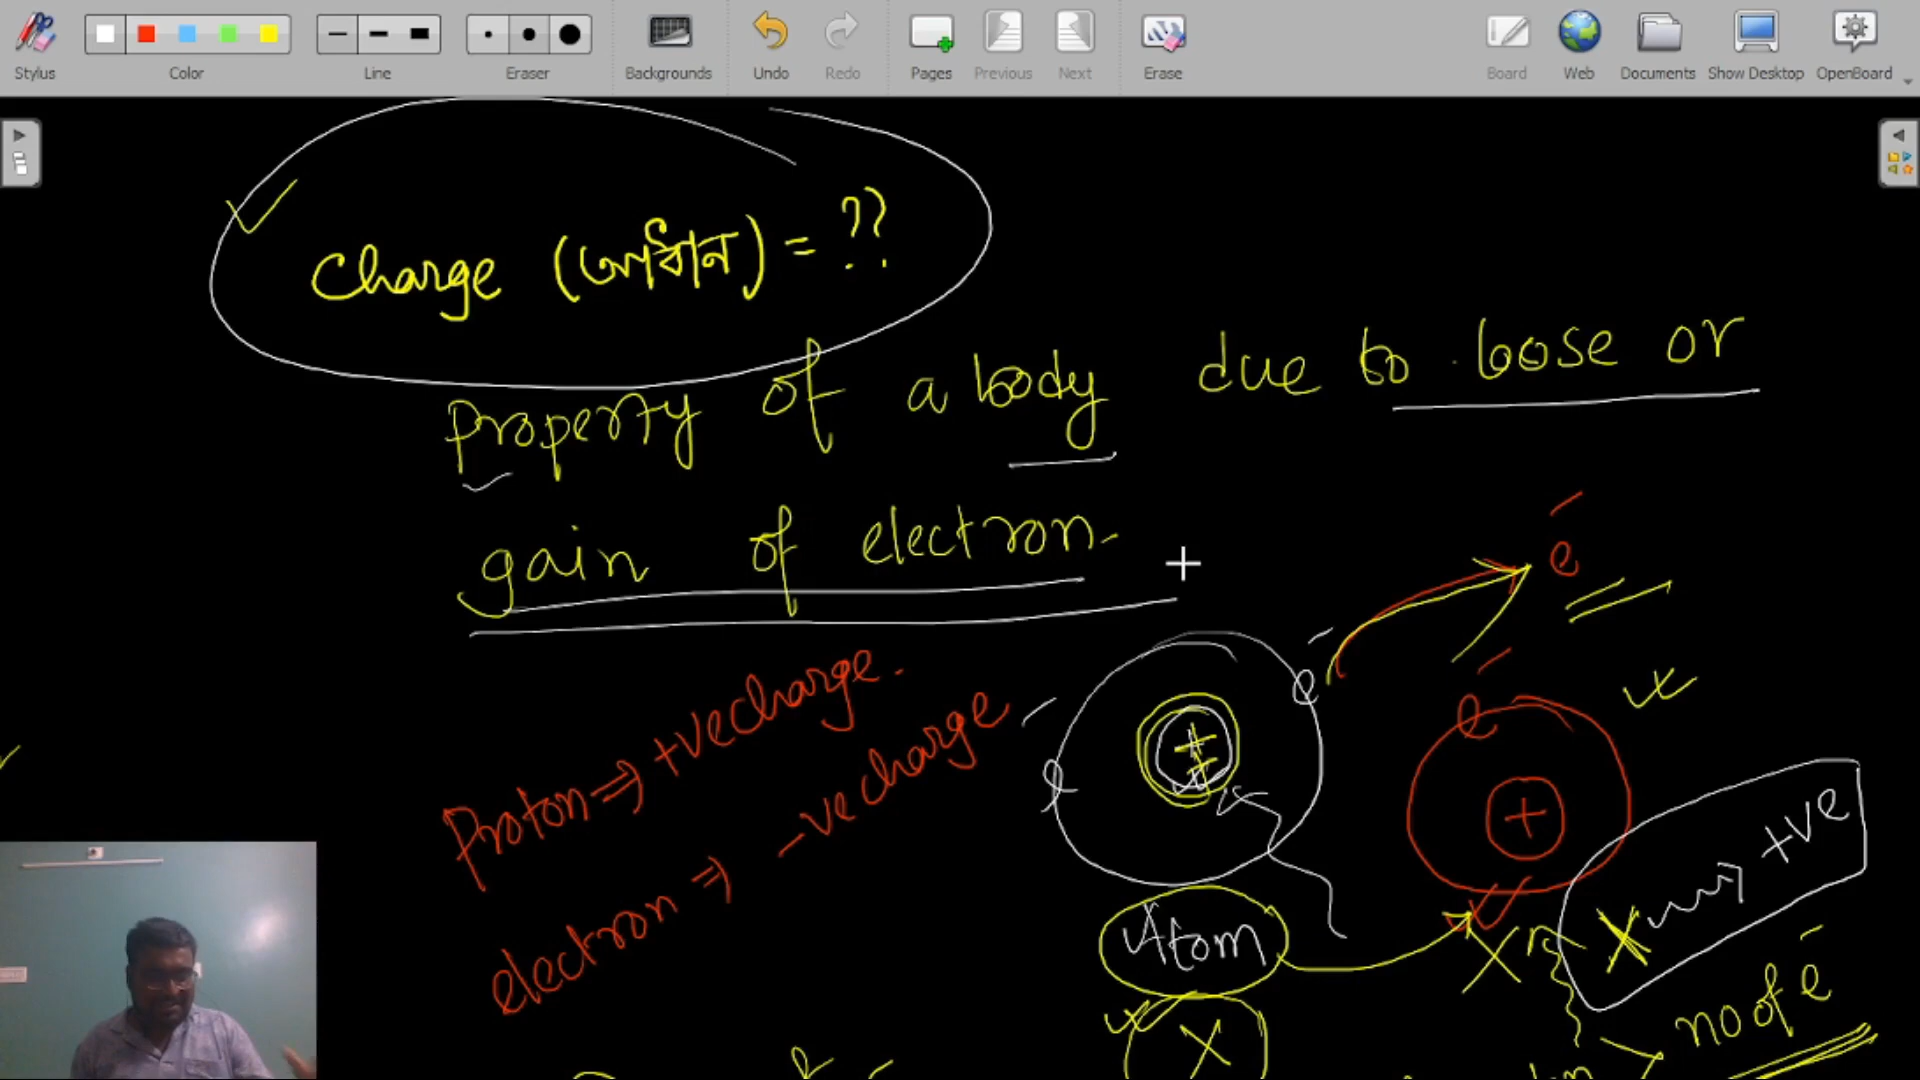 Stylus
Color
Line
Eraser
Backgrounds
Undo
Redo
Pages
Previous
Next
Erase
Board
Web
Documents
Show Desktop
OpenBoard
Charge (আধান) = ??
Property of a body due to loose or
gain of electron.
Proton ⇒ +ve charge.
electron ⇒ -ve charge
e⁻
e⁻
e⁻
e⁻
+
+
+
Atom
X
X
X → +ve
> no of e⁻